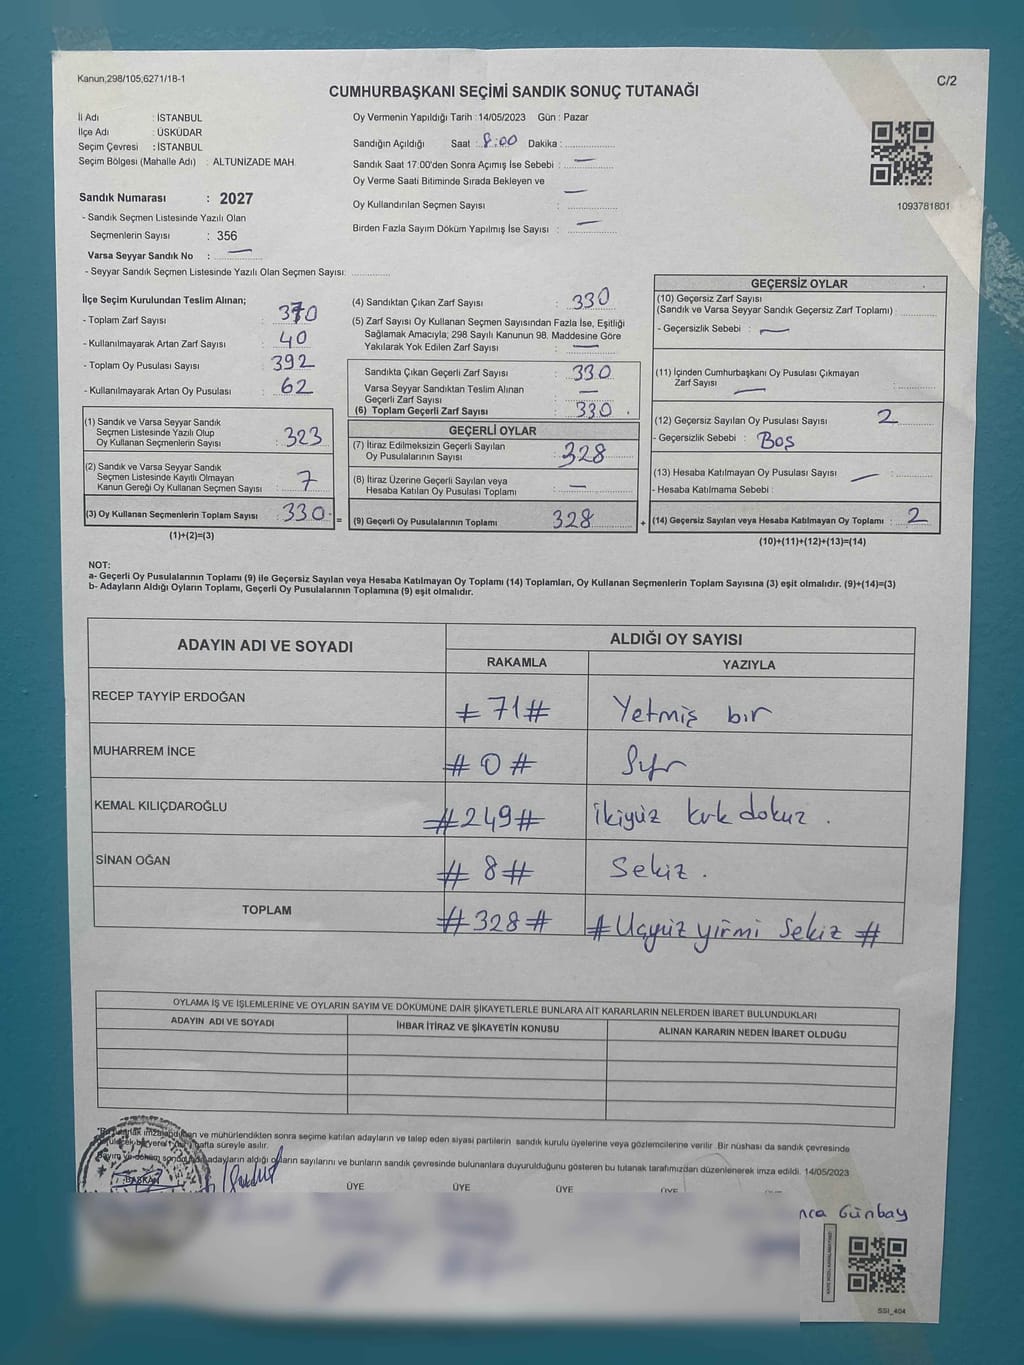 Kanun,298/105,6271/18-1
C/2
CUMHURBAŞKANI SEÇİMİ SANDIK SONUÇ TUTANAĞI
İl Adı : İSTANBUL
İlçe Adı : ÜSKÜDAR
Seçim Çevresi : İSTANBUL
Seçim Bölgesi (Mahalle Adı) : ALTUNİZADE MAH.
Sandık Numarası : 2027
- Sandık Seçmen Listesinde Yazılı Olan
Seçmenlerin Sayısı : 356
Varsa Seyyar Sandık No : —
- Seyyar Sandık Seçmen Listesinde Yazılı Olan Seçmen Sayısı:
Oy Vermenin Yapıldığı Tarih : 14/05/2023 Gün : Pazar
Sandığın Açıldığı Saat : 8:00 Dakika :
Sandık Saat 17:00'den Sonra Açımış İse Sebebi : —
Oy Verme Saati Bitiminde Sırada Bekleyen ve
Oy Kullandırılan Seçmen Sayısı : —
Birden Fazla Sayım Döküm Yapılmış İse Sayısı : —
1093781801
İlçe Seçim Kurulundan Teslim Alınan;
- Toplam Zarf Sayısı : 370
- Kullanılmayarak Artan Zarf Sayısı : 40
- Toplam Oy Pusulası Sayısı : 392
- Kullanılmayarak Artan Oy Pusulası : 62
(1) Sandık ve Varsa Seyyar Sandık
Seçmen Listesinde Yazılı Olup
Oy Kullanan Seçmenlerin Sayısı : 323
(2) Sandık ve Varsa Seyyar Sandık
Seçmen Listesinde Kayıtlı Olmayan
Kanun Gereği Oy Kullanan Seçmen Sayısı : 7
(3) Oy Kullanan Seçmenlerin Toplam Sayısı : 330
(1)+(2)=(3)
(4) Sandıktan Çıkan Zarf Sayısı : 330
(5) Zarf Sayısı Oy Kullanan Seçmen Sayısından Fazla İse, Eşitliği
Sağlamak Amacıyla; 298 Sayılı Kanunun 98. Maddesine Göre
Yakılarak Yok Edilen Zarf Sayısı : —
Sandıkta Çıkan Geçerli Zarf Sayısı : 330
Varsa Seyyar Sandıktan Teslim Alınan
Geçerli Zarf Sayısı : —
(6) Toplam Geçerli Zarf Sayısı : 330
GEÇERLİ OYLAR
(7) İtiraz Edilmeksizin Geçerli Sayılan
Oy Pusulalarının Sayısı : 328
(8) İtiraz Üzerine Geçerli Sayılan veya
Hesaba Katılan Oy Pusulası Toplamı : —
= (9) Geçerli Oy Pusulalarının Toplamı 328
GEÇERSİZ OYLAR
(10) Geçersiz Zarf Sayısı
(Sandık ve Varsa Seyyar Sandık Geçersiz Zarf Toplamı) :
- Geçersizlik Sebebi : —
(11) İçinden Cumhurbaşkanı Oy Pusulası Çıkmayan
Zarf Sayısı — :
(12) Geçersiz Sayılan Oy Pusulası Sayısı : 2
- Geçersizlik Sebebi : Boş
(13) Hesaba Katılmayan Oy Pusulası Sayısı —
- Hesaba Katılmama Sebebi :
+ (14) Geçersiz Sayılan veya Hesaba Katılmayan Oy Toplamı : 2
(10)+(11)+(12)+(13)=(14)
NOT:
a- Geçerli Oy Pusulalarının Toplamı (9) ile Geçersiz Sayılan veya Hesaba Katılmayan Oy Toplamı (14) Toplamları, Oy Kullanan Seçmenlerin Toplam Sayısına (3) eşit olmalıdır. (9)+(14)=(3)
b- Adayların Aldığı Oyların Toplamı, Geçerli Oy Pusulalarının Toplamına (9) eşit olmalıdır.
ADAYIN ADI VE SOYADI
ALDIĞI OY SAYISI
RAKAMLA YAZIYLA
RECEP TAYYİP ERDOĞAN #71# Yetmiş bir
MUHARREM İNCE #0# Sıfır
KEMAL KILIÇDAROĞLU #249# ikiyüz kırk dokuz.
SİNAN OĞAN #8# Sekiz.
TOPLAM #328# #Üçyüz yirmi Sekiz#
OYLAMA İŞ VE İŞLEMLERİNE VE OYLARIN SAYIM VE DÖKÜMÜNE DAİR ŞİKAYETLERLE BUNLARA AİT KARARLARIN NELERDEN İBARET BULUNDUKLARI
ADAYIN ADI VE SOYADI İHBAR İTİRAZ VE ŞİKAYETİN KONUSU ALINAN KARARIN NEDEN İBARET OLDUĞU
ve mühürlendikten sonra seçime katılan adayların ve talep eden siyasi partilerin sandık kurulu üyelerine veya gözlemcilerine verilir. Bir nüshası da sandık çevresinde
hafta süreyle asılır.
adayların aldığı oyların sayılarını ve bunların sandık çevresinde bulunanlara duyurulduğunu gösteren bu tutanak tarafımızdan düzenlenerek imza edildi. 14/05/2023
BAŞKAN ÜYE ÜYE ÜYE ÜYE
nca Günbay
SSI_404